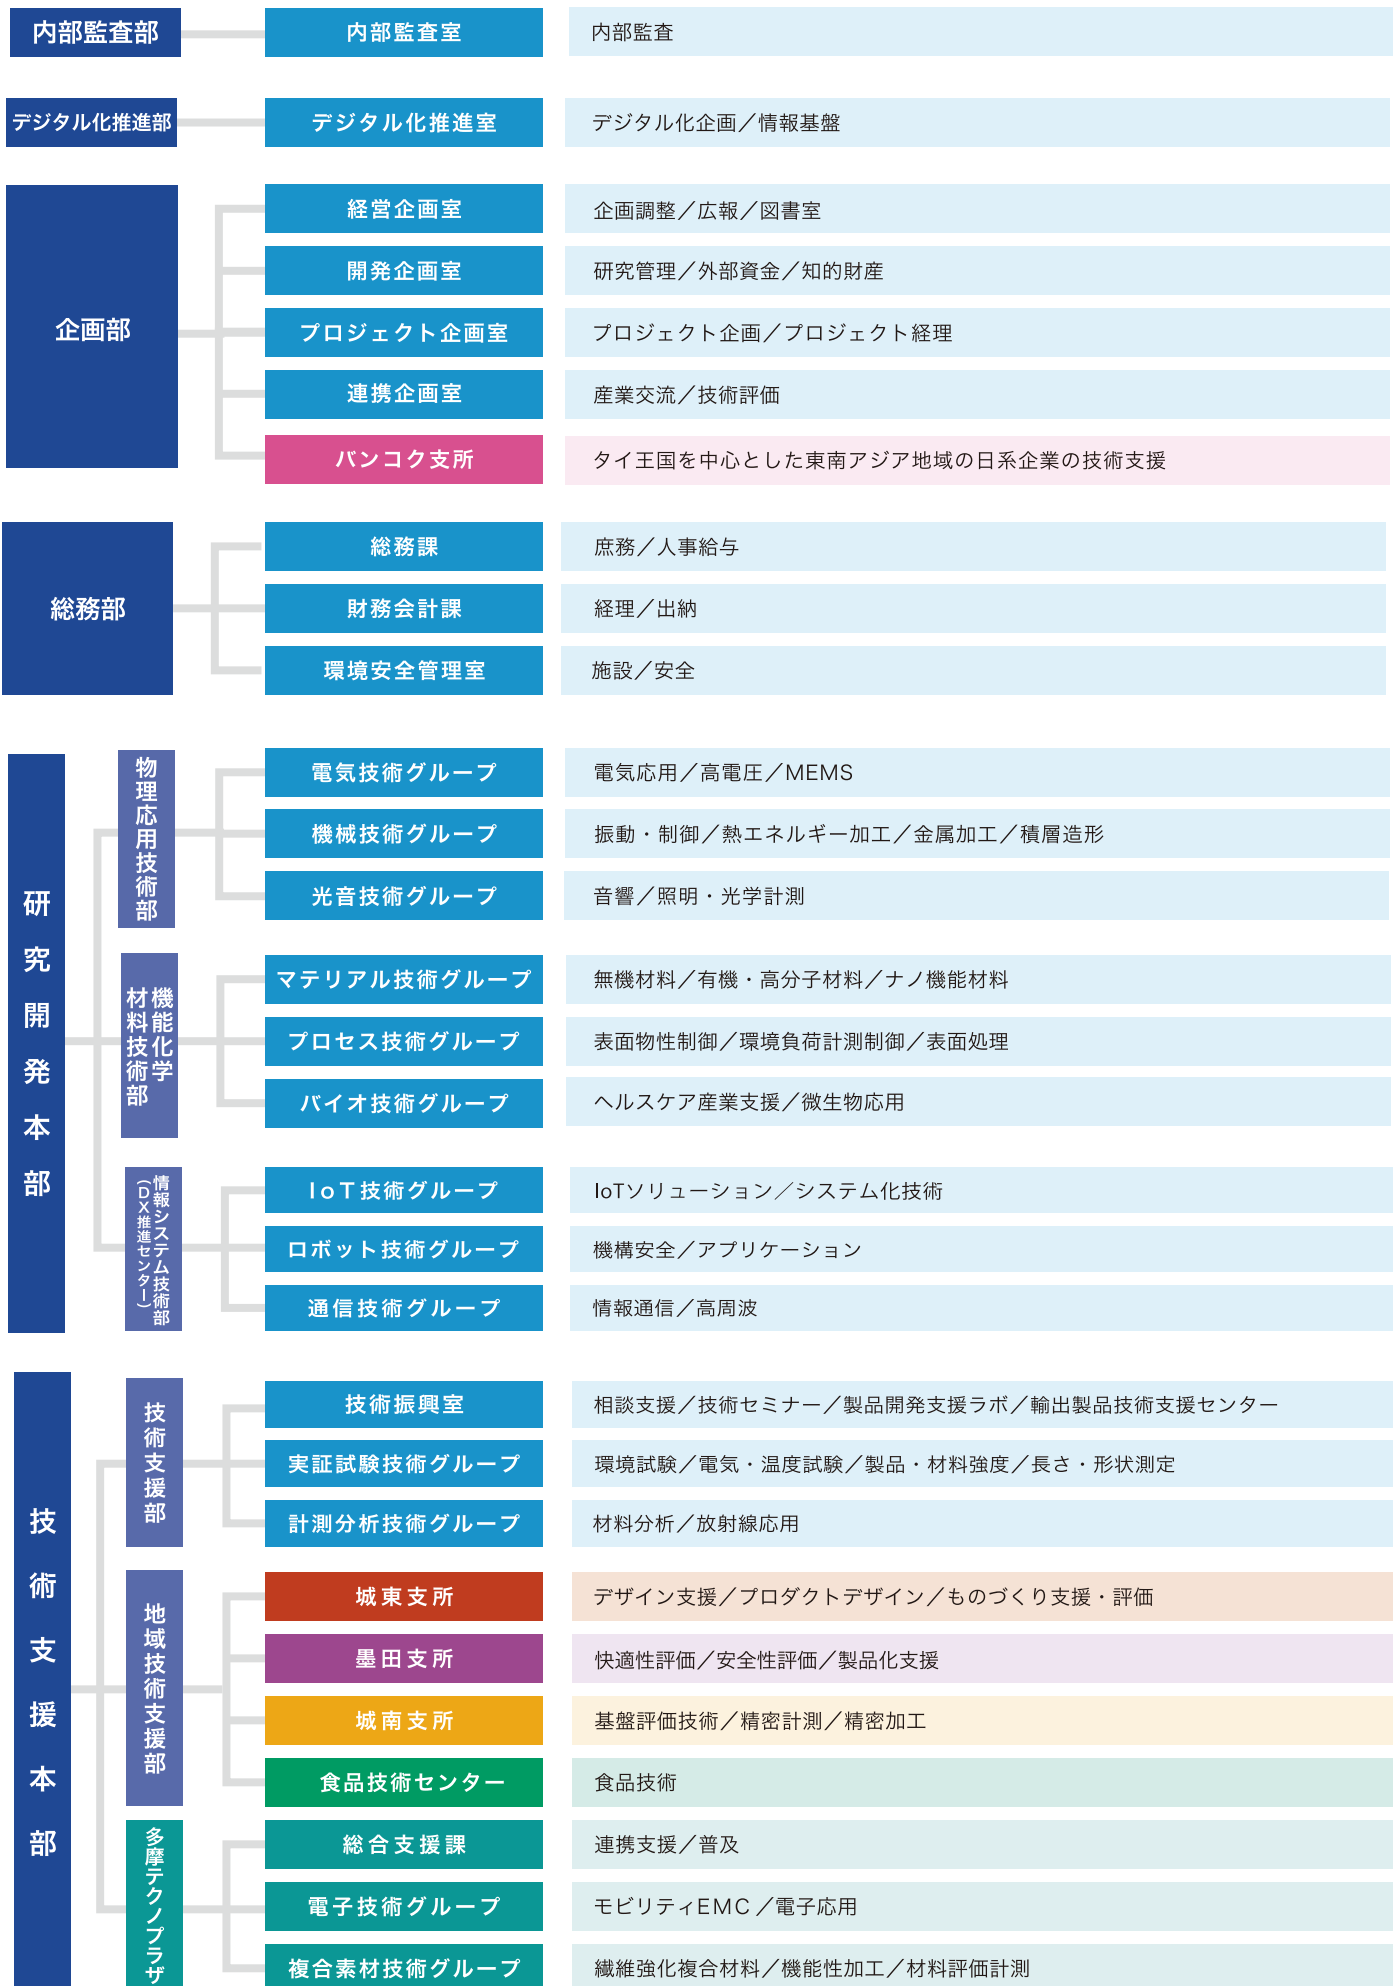 内部監査部
内部監査室
内部監査
デジタル化推進部
デジタル化推進室
デジタル化企画／情報基盤
企画部
経営企画室
企画調整／広報／図書室
開発企画室
研究管理／外部資金／知的財産
プロジェクト企画室
プロジェクト企画／プロジェクト経理
連携企画室
産業交流／技術評価
バンコク支所
タイ王国を中心とした東南アジア地域の日系企業の技術支援
総務部
総務課
庶務／人事給与
財務会計課
経理／出納
環境安全管理室
施設／安全
研究開発本部
物理応用技術部
電気技術グループ
電気応用／高電圧／MEMS
機械技術グループ
振動・制御／熱エネルギー加工／金属加工／積層造形
光音技術グループ
音響／照明・光学計測
機能化学
材料技術部
マテリアル技術グループ
無機材料／有機・高分子材料／ナノ機能材料
プロセス技術グループ
表面物性制御／環境負荷計測制御／表面処理
バイオ技術グループ
ヘルスケア産業支援／微生物応用
情報システム技術部
（DX推進センター）
IoT技術グループ
IoTソリューション／システム化技術
ロボット技術グループ
機構安全／アプリケーション
通信技術グループ
情報通信／高周波
技術支援本部
技術支援部
技術振興室
相談支援／技術セミナー／製品開発支援ラボ／輸出製品技術支援センター
実証試験技術グループ
環境試験／電気・温度試験／製品・材料強度／長さ・形状測定
計測分析技術グループ
材料分析／放射線応用
地域技術支援部
城東支所
デザイン支援／プロダクトデザイン／ものづくり支援・評価
墨田支所
快適性評価／安全性評価／製品化支援
城南支所
基盤評価技術／精密計測／精密加工
食品技術センター
食品技術
多摩テクノプラザ
総合支援課
連携支援／普及
電子技術グループ
モビリティEMC／電子応用
複合素材技術グループ
繊維強化複合材料／機能性加工／材料評価計測